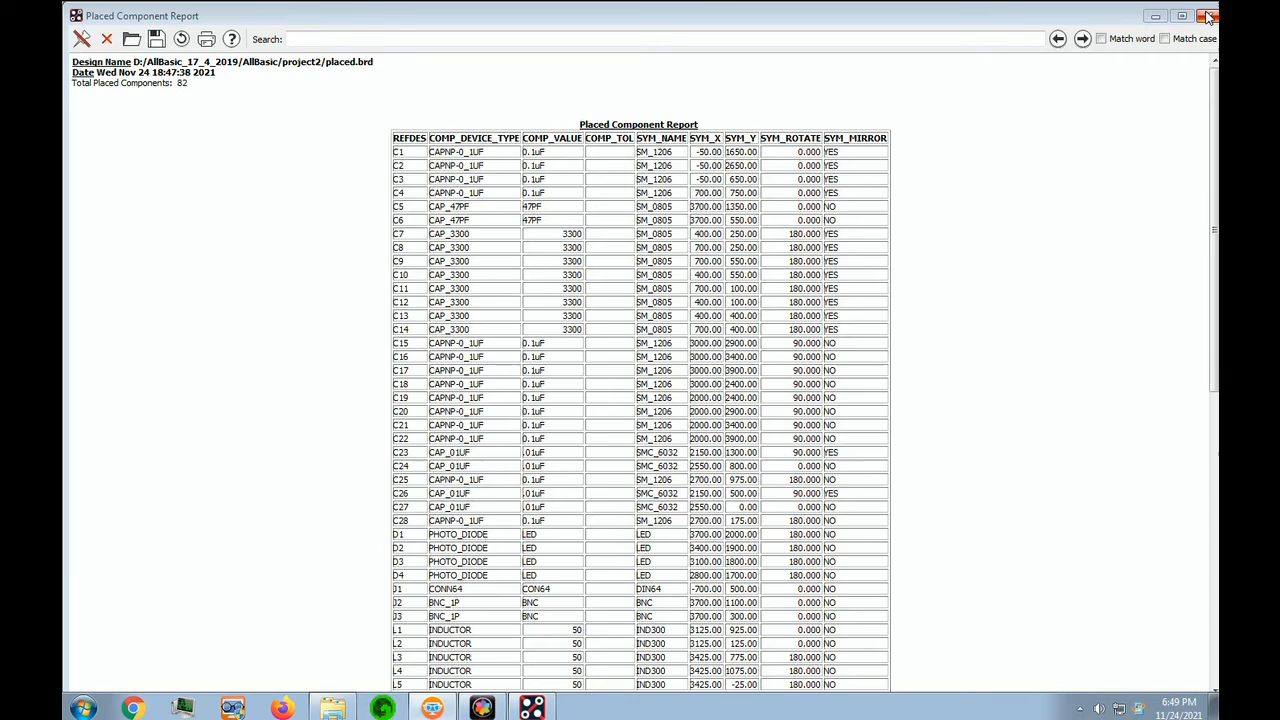 Placed Component Report
Search: Match word Match case
Design Name D:/AllBasic_17_4_2019/AllBasic/project2/placed.brd
Date Wed Nov 24 18:47:38 2021
Total Placed Components: 82
Placed Component Report
REFDES COMP_DEVICE_TYPE COMP_VALUE COMP_TOL SYM_NAME SYM_X SYM_Y SYM_ROTATE SYM_MIRROR
C1 CAPNP-0_1UF 0.1uF SM_1206 -50.00 1650.00 0.000 YES
C2 CAPNP-0_1UF 0.1uF SM_1206 -50.00 2650.00 0.000 YES
C3 CAPNP-0_1UF 0.1uF SM_1206 -50.00 650.00 0.000 YES
C4 CAPNP-0_1UF 0.1uF SM_1206 700.00 750.00 0.000 YES
C5 CAP_47PF 47PF SM_0805 3700.00 1350.00 0.000 NO
C6 CAP_47PF 47PF SM_0805 3700.00 550.00 0.000 NO
C7 CAP_3300 3300 SM_0805 400.00 250.00 180.000 YES
C8 CAP_3300 3300 SM_0805 700.00 250.00 180.000 YES
C9 CAP_3300 3300 SM_0805 700.00 550.00 180.000 YES
C10 CAP_3300 3300 SM_0805 400.00 550.00 180.000 YES
C11 CAP_3300 3300 SM_0805 700.00 100.00 180.000 YES
C12 CAP_3300 3300 SM_0805 400.00 100.00 180.000 YES
C13 CAP_3300 3300 SM_0805 400.00 400.00 180.000 YES
C14 CAP_3300 3300 SM_0805 700.00 400.00 180.000 YES
C15 CAPNP-0_1UF 0.1uF SM_1206 3000.00 2900.00 90.000 NO
C16 CAPNP-0_1UF 0.1uF SM_1206 3000.00 3400.00 90.000 NO
C17 CAPNP-0_1UF 0.1uF SM_1206 3000.00 3900.00 90.000 NO
C18 CAPNP-0_1UF 0.1uF SM_1206 3000.00 2400.00 90.000 NO
C19 CAPNP-0_1UF 0.1uF SM_1206 2000.00 2400.00 90.000 NO
C20 CAPNP-0_1UF 0.1uF SM_1206 2000.00 2900.00 90.000 NO
C21 CAPNP-0_1UF 0.1uF SM_1206 2000.00 3400.00 90.000 NO
C22 CAPNP-0_1UF 0.1uF SM_1206 2000.00 3900.00 90.000 NO
C23 CAP_01UF .01uF SMC_6032 2150.00 1300.00 90.000 YES
C24 CAP_01UF .01uF SMC_6032 2550.00 800.00 0.000 NO
C25 CAPNP-0_1UF 0.1uF SM_1206 2700.00 975.00 180.000 NO
C26 CAP_01UF .01uF SMC_6032 2150.00 500.00 90.000 YES
C27 CAP_01UF .01uF SMC_6032 2550.00 0.00 0.000 NO
C28 CAPNP-0_1UF 0.1uF SM_1206 2700.00 175.00 180.000 NO
D1 PHOTO_DIODE LED LED 3700.00 2000.00 180.000 NO
D2 PHOTO_DIODE LED LED 3400.00 1900.00 180.000 NO
D3 PHOTO_DIODE LED LED 3100.00 1800.00 180.000 NO
D4 PHOTO_DIODE LED LED 2800.00 1700.00 180.000 NO
J1 CONN64 CON64 DIN64 -700.00 500.00 0.000 NO
J2 BNC_1P BNC BNC 3700.00 1100.00 0.000 NO
J3 BNC_1P BNC BNC 3700.00 300.00 0.000 NO
L1 INDUCTOR 50 IND300 3125.00 925.00 0.000 NO
L2 INDUCTOR 50 IND300 3125.00 125.00 0.000 NO
L3 INDUCTOR 50 IND300 3425.00 775.00 180.000 NO
L4 INDUCTOR 50 IND300 3425.00 1075.00 180.000 NO
L5 INDUCTOR 50 IND300 3425.00 -25.00 180.000 NO
6:49 PM
11/24/2021